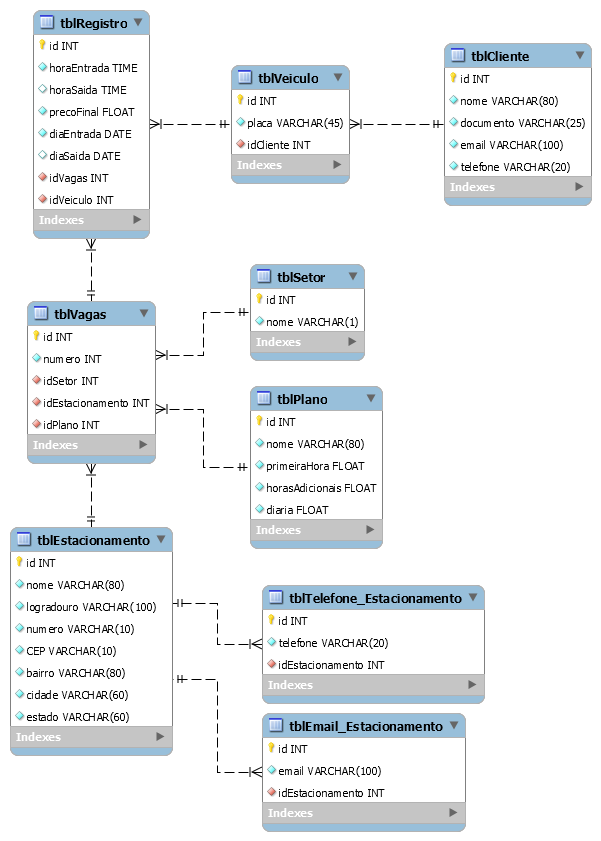 tblRegistro
id INT
horaEntrada TIME
horaSaida TIME
precoFinal FLOAT
diaEntrada DATE
diaSaida DATE
idVagas INT
idVeiculo INT
Indexes
tblVeiculo
id INT
placa VARCHAR(45)
idCliente INT
Indexes
tblCliente
id INT
nome VARCHAR(80)
documento VARCHAR(25)
email VARCHAR(100)
telefone VARCHAR(20)
Indexes
tblVagas
id INT
numero INT
idSetor INT
idEstacionamento INT
idPlano INT
Indexes
tblSetor
id INT
nome VARCHAR(1)
Indexes
tblPlano
id INT
nome VARCHAR(80)
primeiraHora FLOAT
horasAdicionais FLOAT
diaria FLOAT
Indexes
tblEstacionamento
id INT
nome VARCHAR(80)
logradouro VARCHAR(100)
numero VARCHAR(10)
CEP VARCHAR(10)
bairro VARCHAR(80)
cidade VARCHAR(60)
estado VARCHAR(60)
Indexes
tblTelefone_Estacionamento
id INT
telefone VARCHAR(20)
idEstacionamento INT
Indexes
tblEmail_Estacionamento
id INT
email VARCHAR(100)
idEstacionamento INT
Indexes